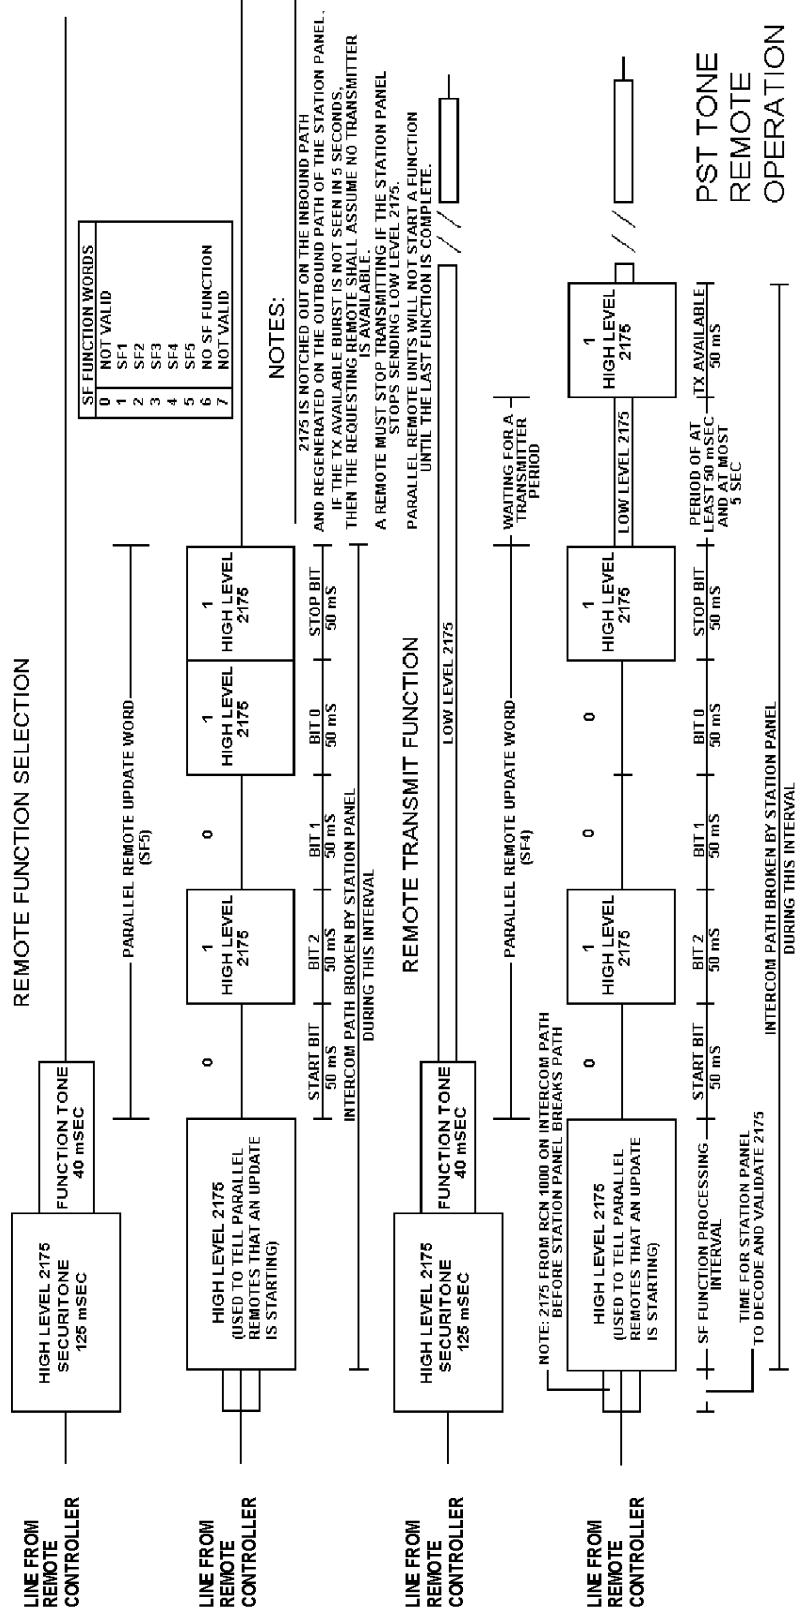 REMOTE FUNCTION SELECTION
LINE FROM
REMOTE
CONTROLLER
HIGH LEVEL 2175
SECURITONE
125 mSEC
FUNCTION TONE
40 mSEC
SF FUNCTION WORDS
0 NOT VALID
1 SF1
2 SF2
3 SF3
4 SF4
5 SF5
6 NO SF FUNCTION
7 NOT VALID
PARALLEL REMOTE UPDATE WORD
(SF5)
LINE FROM
REMOTE
CONTROLLER
HIGH LEVEL 2175
(USED TO TELL PARALLEL
REMOTES THAT AN UPDATE
IS STARTING)
0
1
HIGH LEVEL
2175
0
1
HIGH LEVEL
2175
1
HIGH LEVEL
2175
START BIT
50 mS
BIT 2
50 mS
BIT 1
50 mS
BIT 0
50 mS
STOP BIT
50 mS
INTERCOM PATH BROKEN BY STATION PANEL
DURING THIS INTERVAL
NOTES:
2175 IS NOTCHED OUT ON THE INBOUND PATH
AND REGENERATED ON THE OUTBOUND PATH OF THE STATION PANEL.
IF THE TX AVAILABLE BURST IS NOT SEEN IN 5 SECONDS,
THEN THE REQUESTING REMOTE SHALL ASSUME NO TRANSMITTER
IS AVAILABLE.
A REMOTE MUST STOP TRANSMITTING IF THE STATION PANEL
STOPS SENDING LOW LEVEL 2175.
PARALLEL REMOTE UNITS WILL NOT START A FUNCTION
UNTIL THE LAST FUNCTION IS COMPLETE.
REMOTE TRANSMIT FUNCTION
LINE FROM
REMOTE
CONTROLLER
HIGH LEVEL 2175
SECURITONE
125 mSEC
FUNCTION TONE
40 mSEC
LOW LEVEL 2175
PARALLEL REMOTE UPDATE WORD
(SF4)
WAITING FOR A
TRANSMITTER
PERIOD
NOTE: 2175 FROM RCN 1000 ON INTERCOM PATH
BEFORE STATION PANEL BREAKS PATH
LINE FROM
REMOTE
CONTROLLER
HIGH LEVEL 2175
(USED TO TELL PARALLEL
REMOTES THAT AN UPDATE
IS STARTING)
0
1
HIGH LEVEL
2175
0
0
1
HIGH LEVEL
2175
LOW LEVEL 2175
1
HIGH LEVEL
2175
SF FUNCTION PROCESSING
INTERVAL
START BIT
50 mS
BIT 2
50 mS
BIT 1
50 mS
BIT 0
50 mS
STOP BIT
50 mS
PERIOD OF AT
LEAST 50 mSEC
AND AT MOST
5 SEC
TX AVAILABLE
50 mS
TIME FOR STATION PANEL
TO DECODE AND VALIDATE 2175
INTERCOM PATH BROKEN BY STATION PANEL
DURING THIS INTERVAL
PST TONE
REMOTE
OPERATION